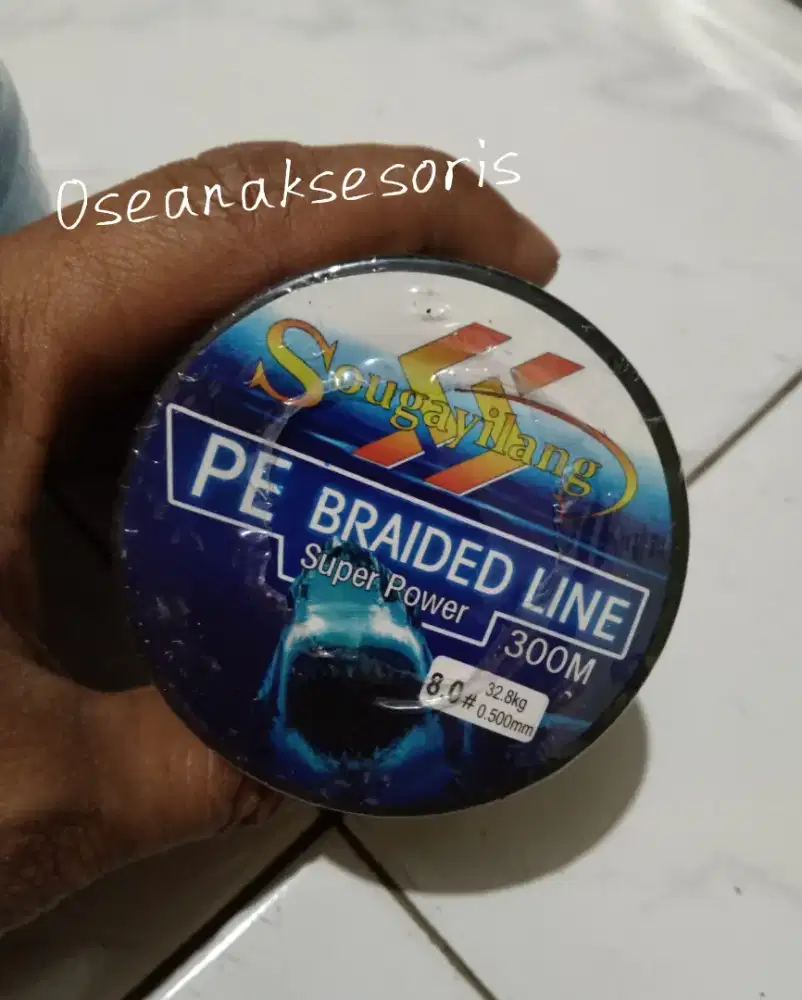 Oseanaksesoris
Sougayilang
PE BRAIDED LINE
Super Power
300M
8.0# 32.8kg
0.500mm